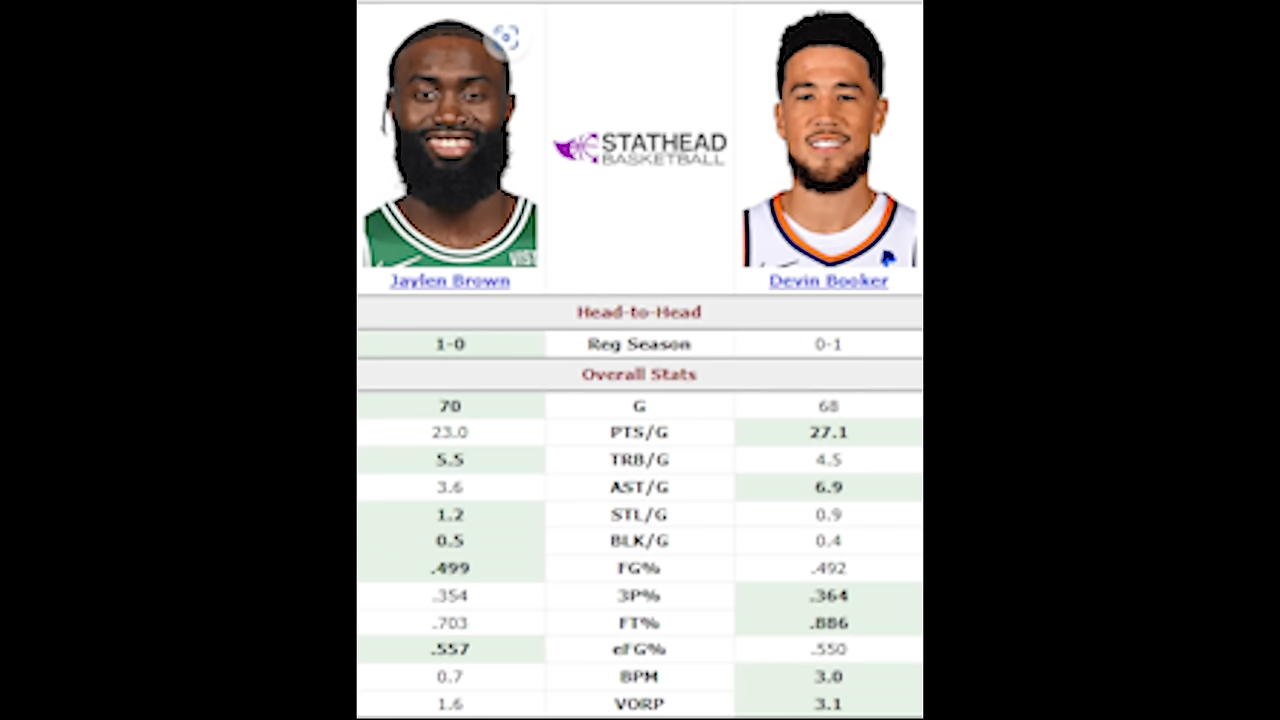 VIST
STATHEAD
BASKETBALL
Jaylen Brown Devin Booker
Head-to-Head
1-0 Reg Season 0-1
Overall Stats
70 G 68
23.0 PTS/G 27.1
5.5 TRB/G 4.5
3.6 AST/G 6.9
1.2 STL/G 0.9
0.5 BLK/G 0.4
.499 FG% .492
.354 3P% .364
.703 FT% .886
.557 eFG% .550
0.7 BPM 3.0
1.6 VORP 3.1